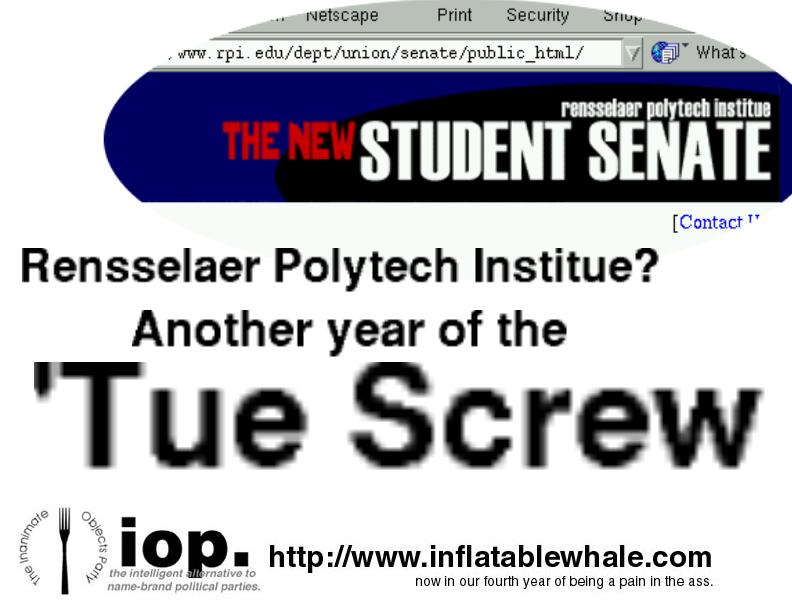 Netscape Print Security Shop
www.rpi.edu/dept/union/senate/public_html/ What's
rensselaer polytech institue
THE NEW STUDENT SENATE
[Contact U
Rensselaer Polytech Institue?
Another year of the
'Tue Screw
The Inanimate Objects Party
iop.
the intelligent alternative to
name-brand political parties.
http://www.inflatablewhale.com
now in our fourth year of being a pain in the ass.